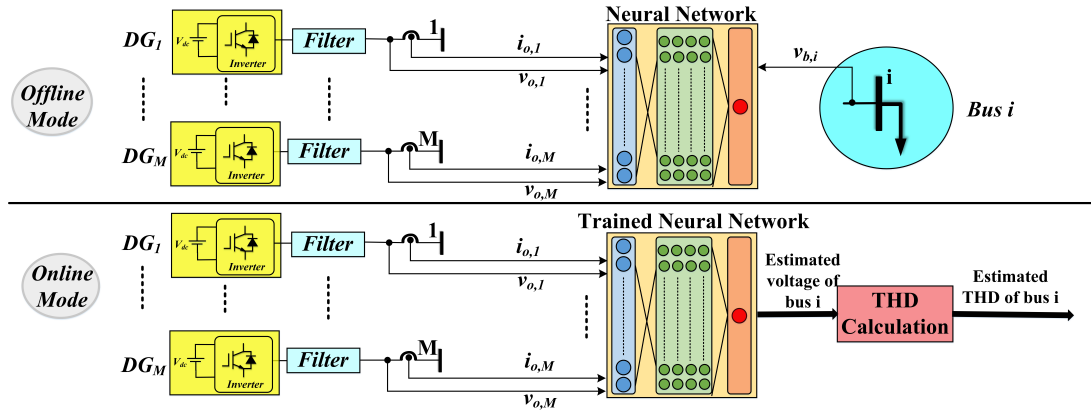 Neural Network
DG1
Vdc
Inverter
Filter
1
io,1
vo,1
vb,i
i
Bus i
Offline
Mode
DGM
Vdc
Inverter
Filter
M
io,M
vo,M
Trained Neural Network
DG1
Vdc
Inverter
Filter
1
io,1
vo,1
Online
Mode
Estimated
voltage of
bus i
THD
Calculation
Estimated
THD of bus i
DGM
Vdc
Inverter
Filter
M
io,M
vo,M